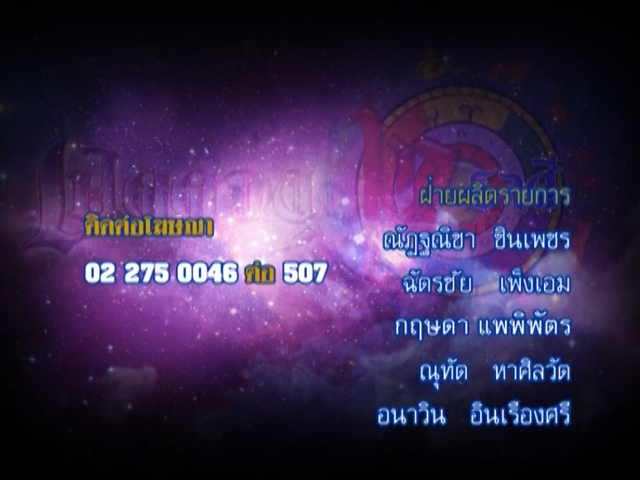 ติดต่อโฆษณา
02 275 0046 ต่อ 507
ฝ่ายผลิตรายการ
ณัฏฐณิชา ชินเพชร
ฉัตรชัย เพ็งเอม
กฤษดา แพพิพัตร
ณุทัด หาศิลวัด
อนาวิน อินเรืองศรี